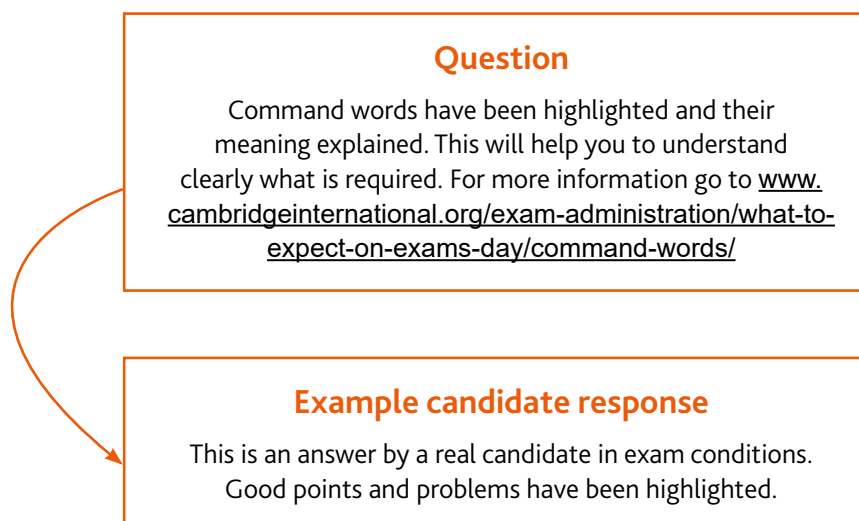 Question
Command words have been highlighted and their
meaning explained. This will help you to understand
clearly what is required. For more information go to www.
cambridgeinternational.org/exam-administration/what-to-
expect-on-exams-day/command-words/
Example candidate response
This is an answer by a real candidate in exam conditions.
Good points and problems have been highlighted.